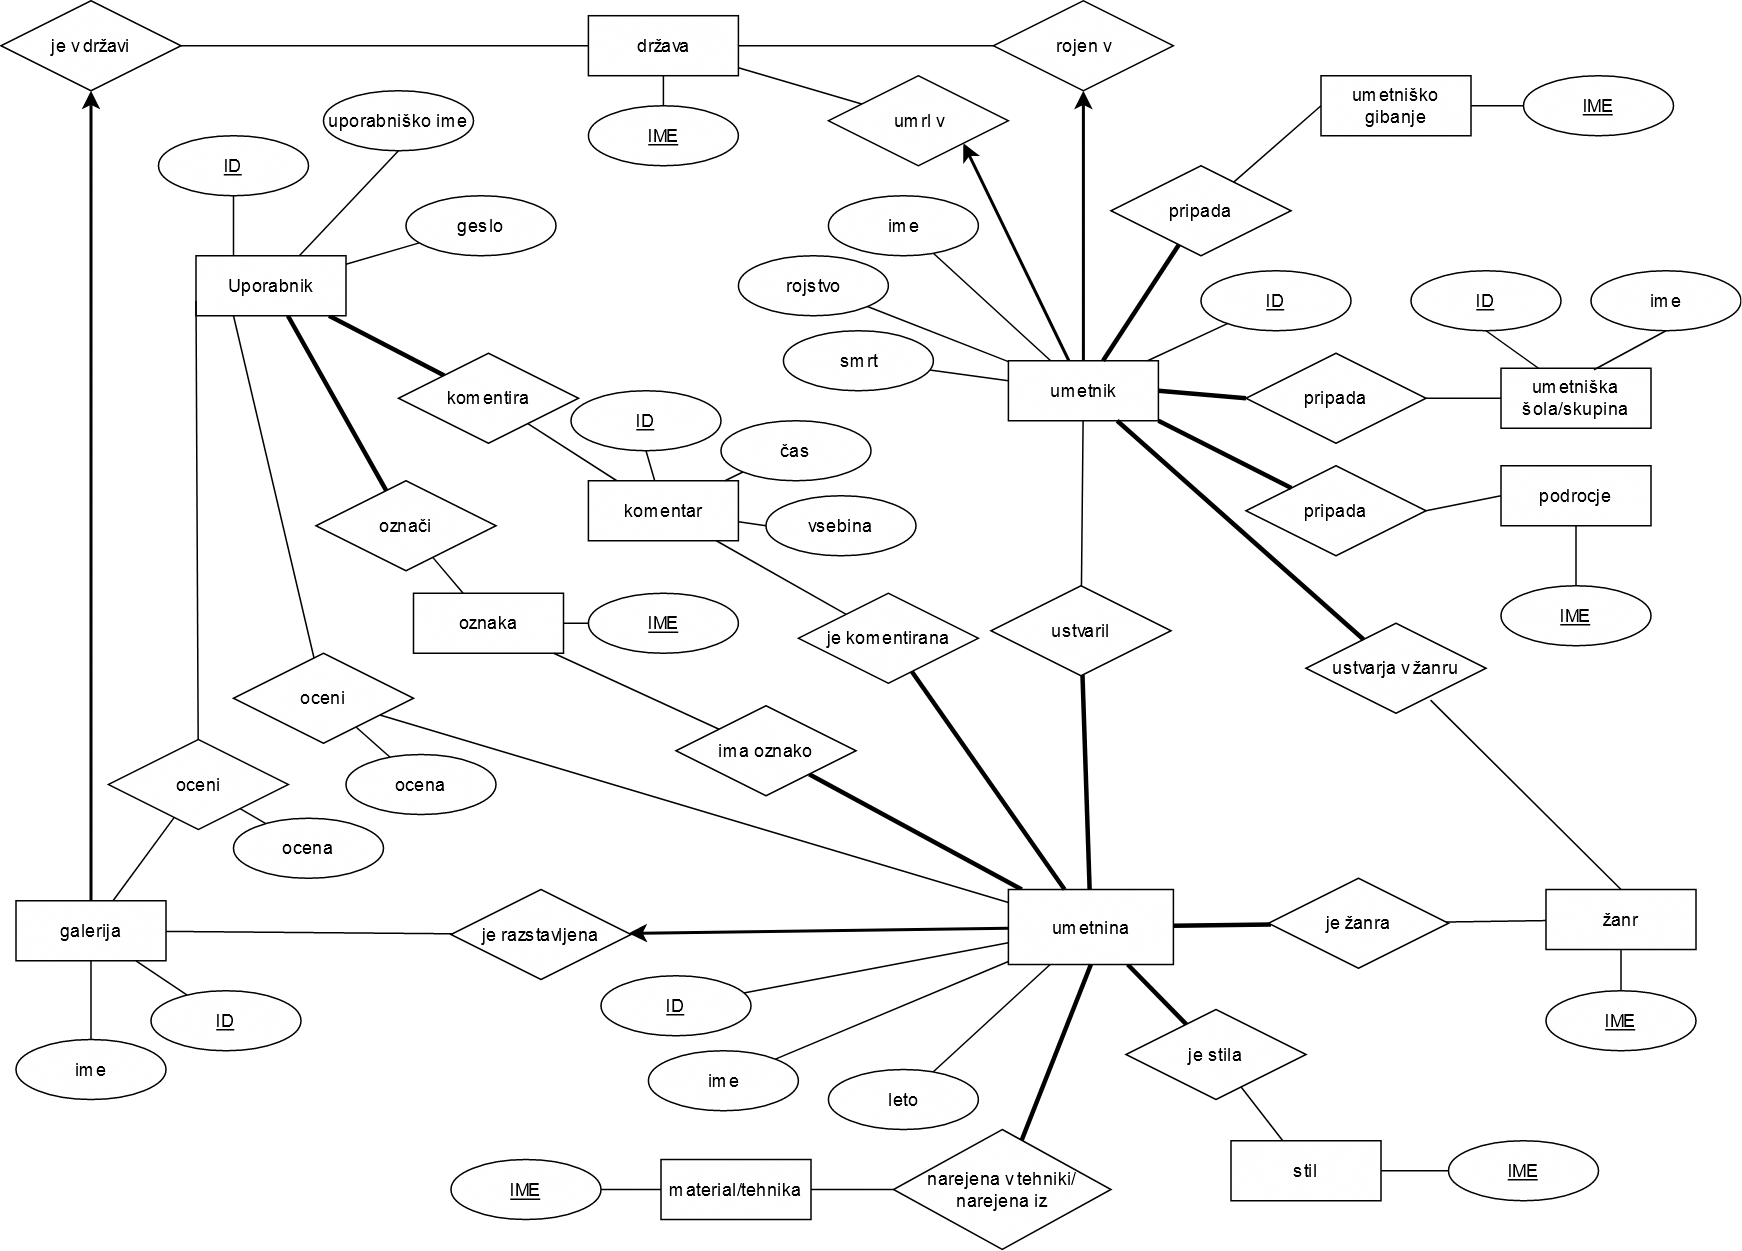 je v državi
država
rojen v
umetniško
gibanje
IME
uporabniško ime
IME
umrl v
ID
pripada
geslo
ime
Uporabnik
rojstvo
ID
ID
ime
smrt
komentira
umetnik
pripada
umetniška
šola/skupina
ID
čas
komentar
vsebina
označi
pripada
podrocje
oznaka
IME
je komentirana
ustvaril
IME
ustvarja v žanru
oceni
ima oznako
oceni
ocena
ocena
galerija
je razstavljena
umetnina
je žanra
žanr
ID
ID
IME
ime
ime
leto
je stila
IME
material/tehnika
narejena v tehniki/
narejena iz
stil
IME